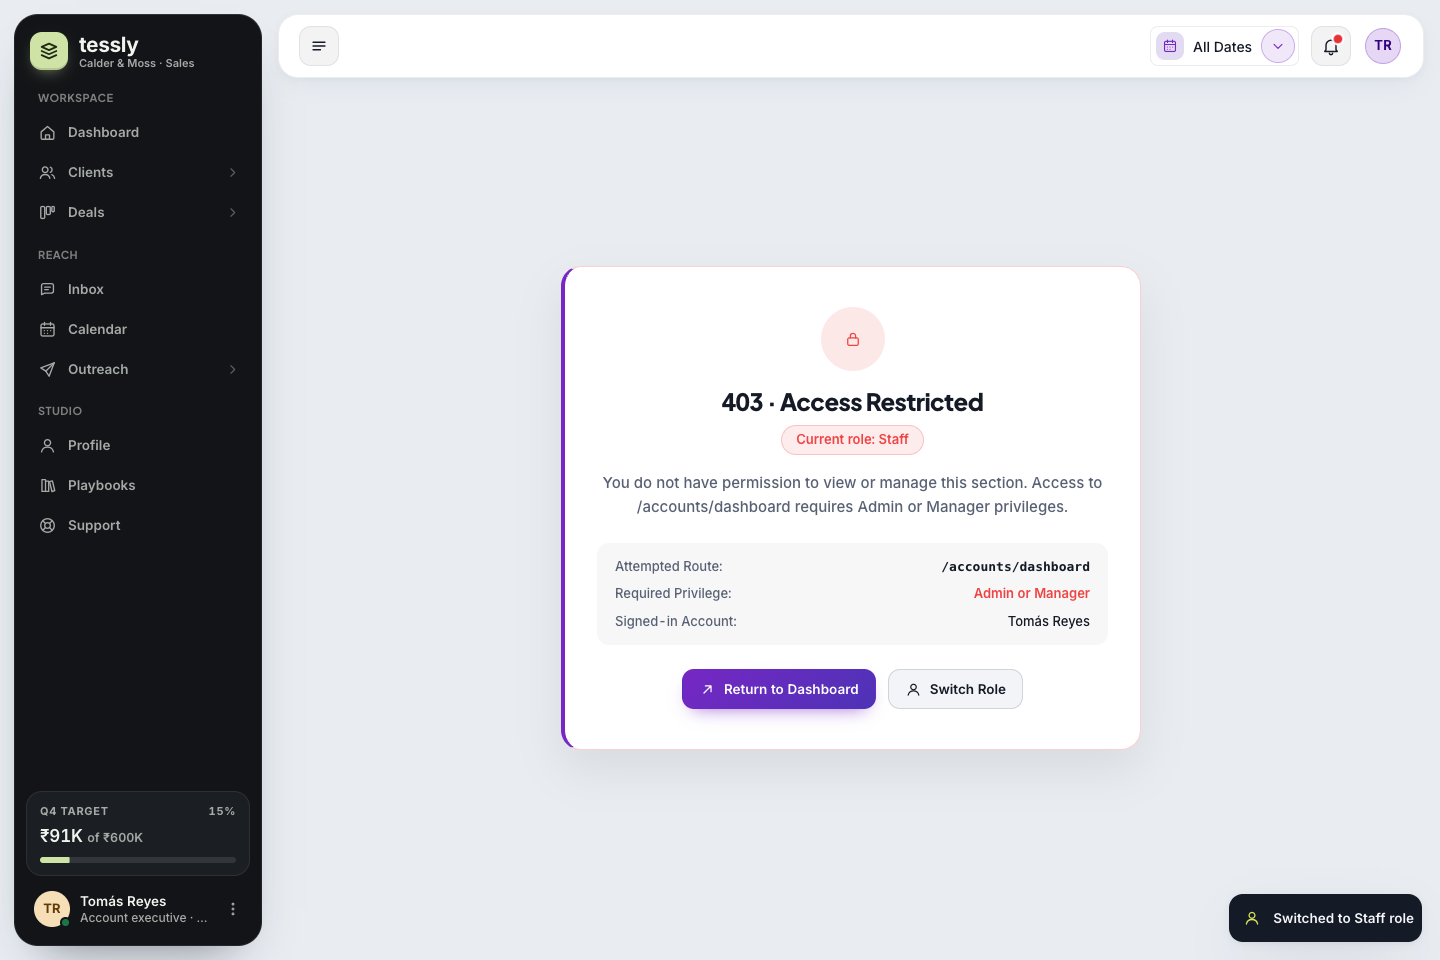 tessly
Calder & Moss · Sales
WORKSPACE
Dashboard
Clients
Deals
REACH
Inbox
Calendar
Outreach
STUDIO
Profile
Playbooks
Support
Q4 TARGET 15%
₹91K of ₹600K
TR
Tomás Reyes
Account executive · ...
All Dates
TR
403 · Access Restricted
Current role: Staff
You do not have permission to view or manage this section. Access to
/accounts/dashboard requires Admin or Manager privileges.
Attempted Route: /accounts/dashboard
Required Privilege: Admin or Manager
Signed-in Account: Tomás Reyes
Return to Dashboard
Switch Role
Switched to Staff role